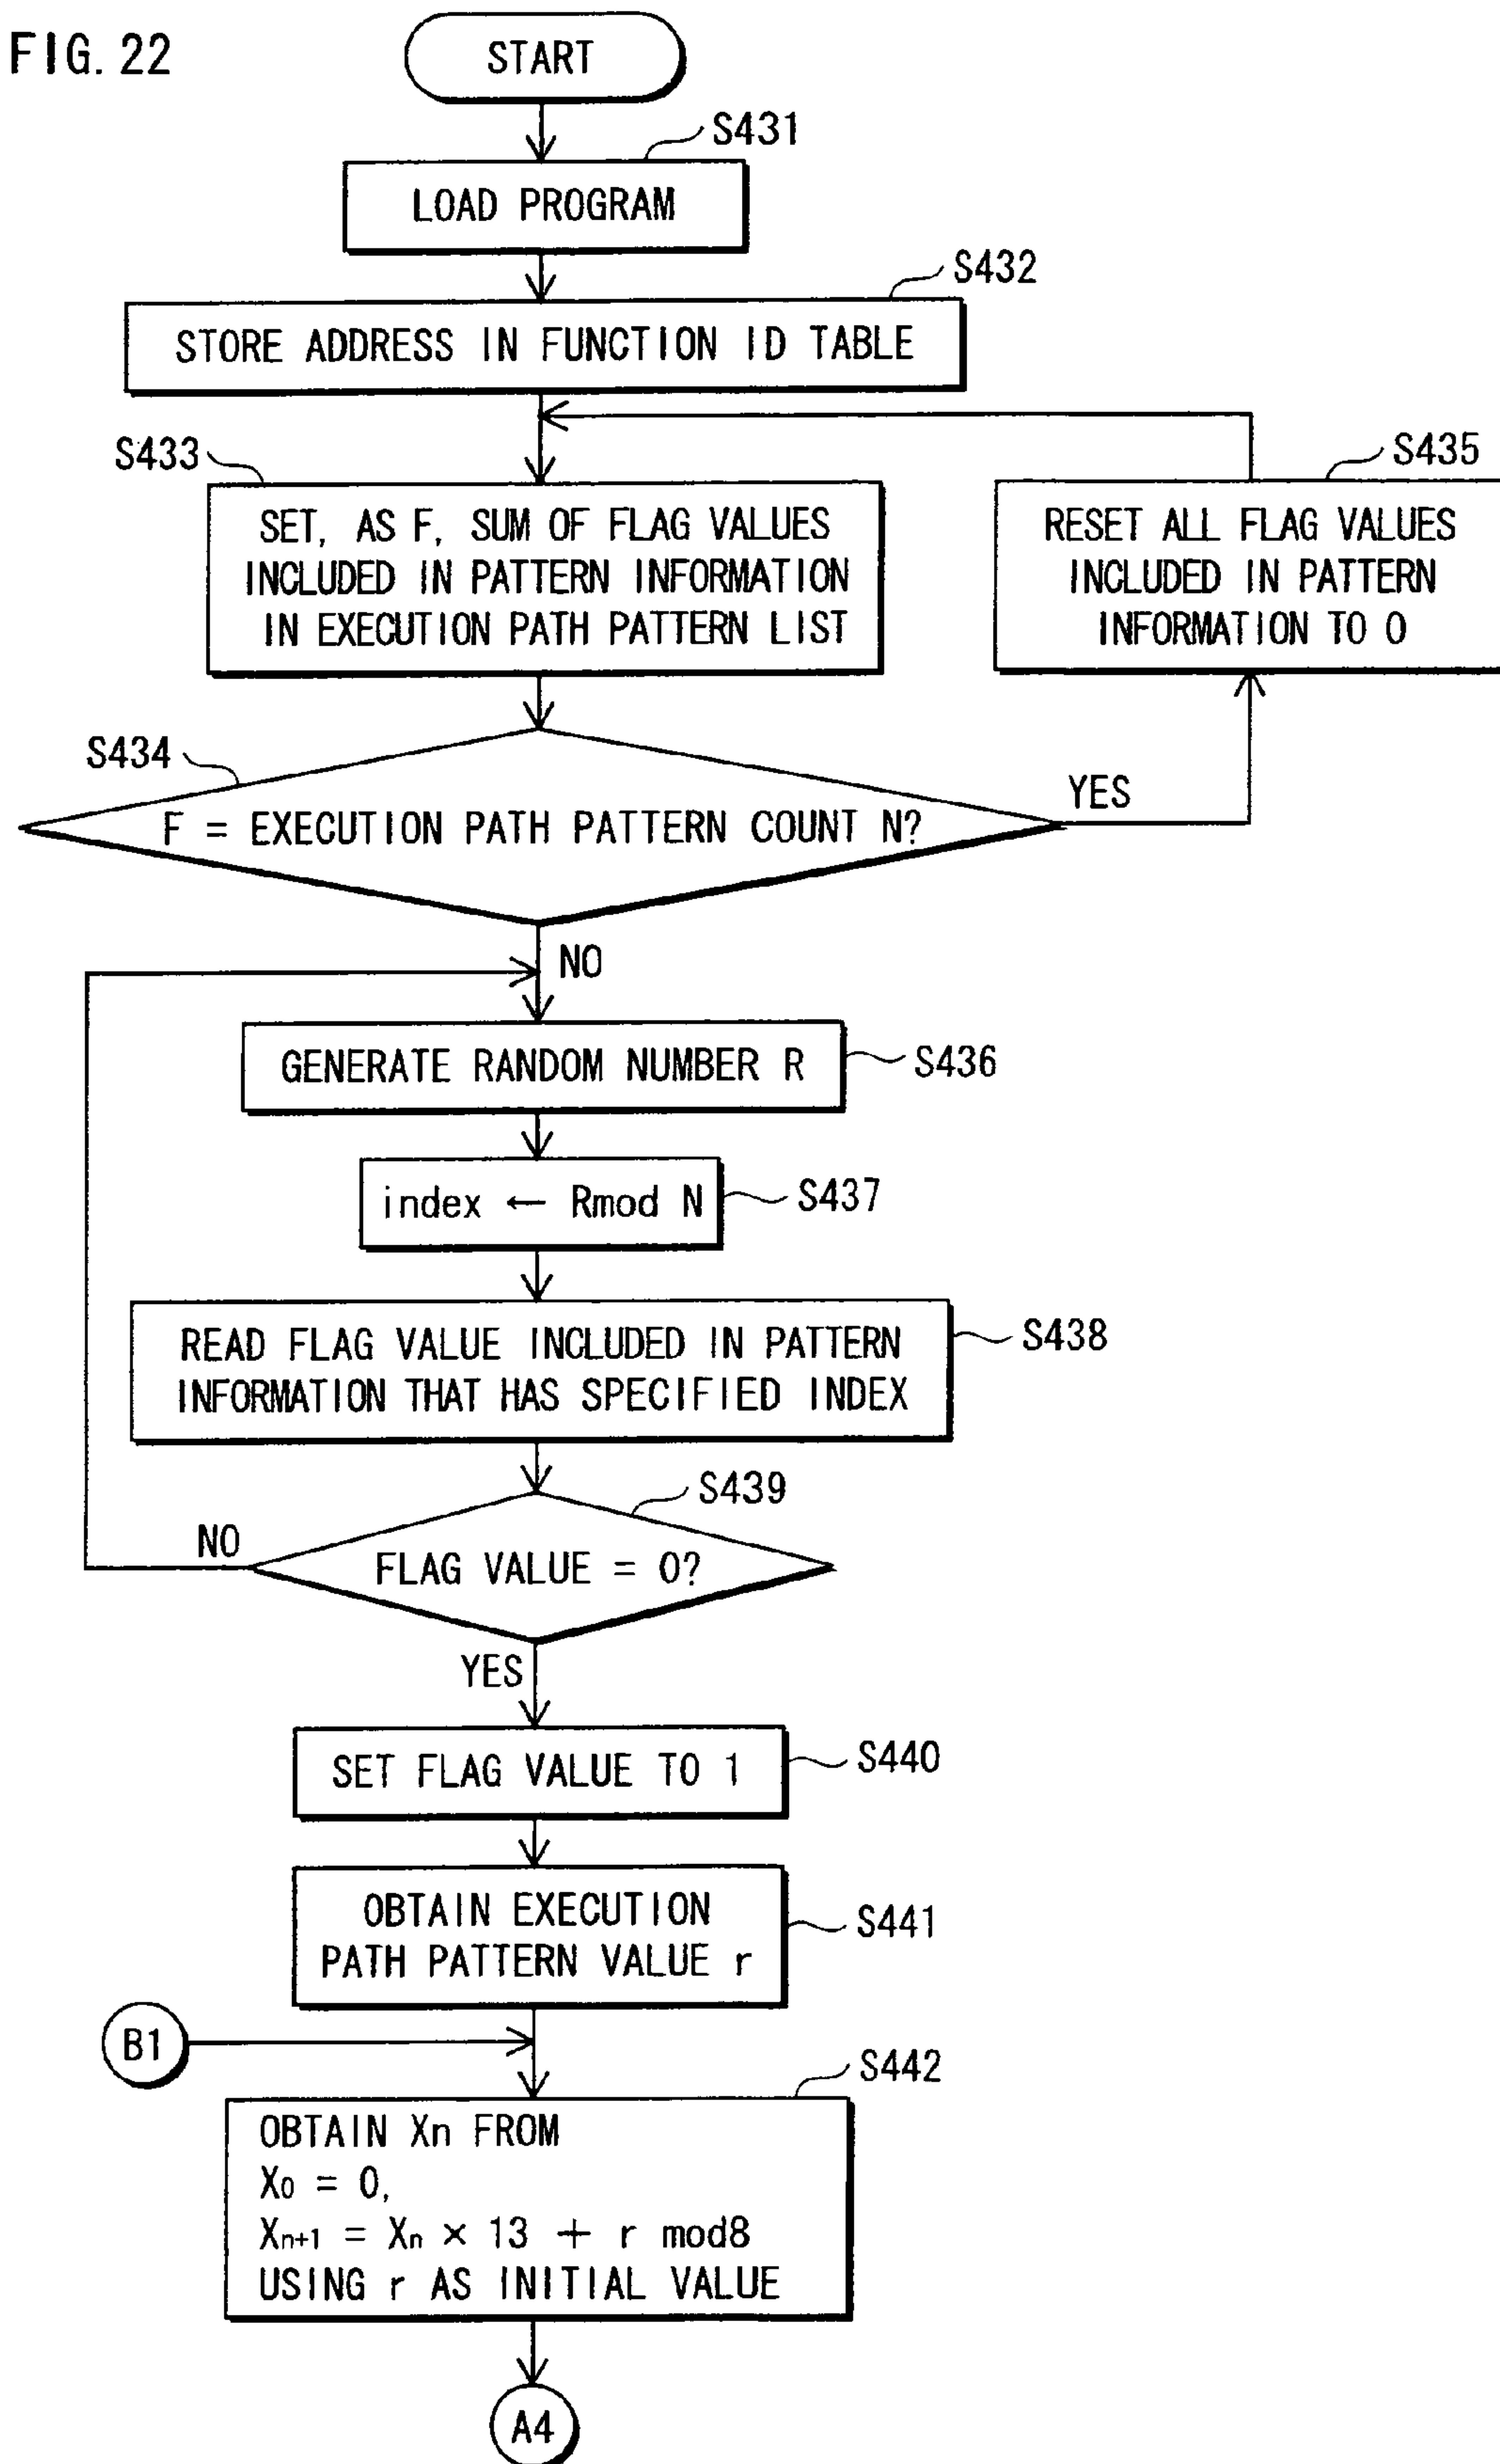 FIG. 22
START
S431
LOAD PROGRAM
S432
STORE ADDRESS IN FUNCTION ID TABLE
S433
SET, AS F, SUM OF FLAG VALUES
INCLUDED IN PATTERN INFORMATION
IN EXECUTION PATH PATTERN LIST
S435
RESET ALL FLAG VALUES
INCLUDED IN PATTERN
INFORMATION TO 0
S434
F = EXECUTION PATH PATTERN COUNT N?
YES
NO
GENERATE RANDOM NUMBER R
S436
index ← Rmod N
S437
READ FLAG VALUE INCLUDED IN PATTERN
INFORMATION THAT HAS SPECIFIED INDEX
S438
S439
FLAG VALUE = 0?
NO
YES
SET FLAG VALUE TO 1
S440
OBTAIN EXECUTION
PATH PATTERN VALUE r
S441
B1
S442
OBTAIN Xn FROM
X₀ = 0,
Xₙ₊₁ = Xₙ × 13 + r mod8
USING r AS INITIAL VALUE
A4